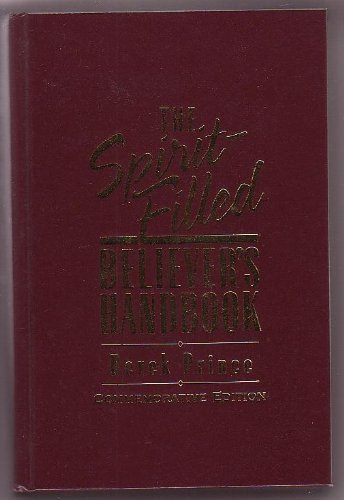 THE
Spirit-
Filled
BELIEVER'S
HANDBOOK
Derek Prince
COMMEMORATIVE EDITION